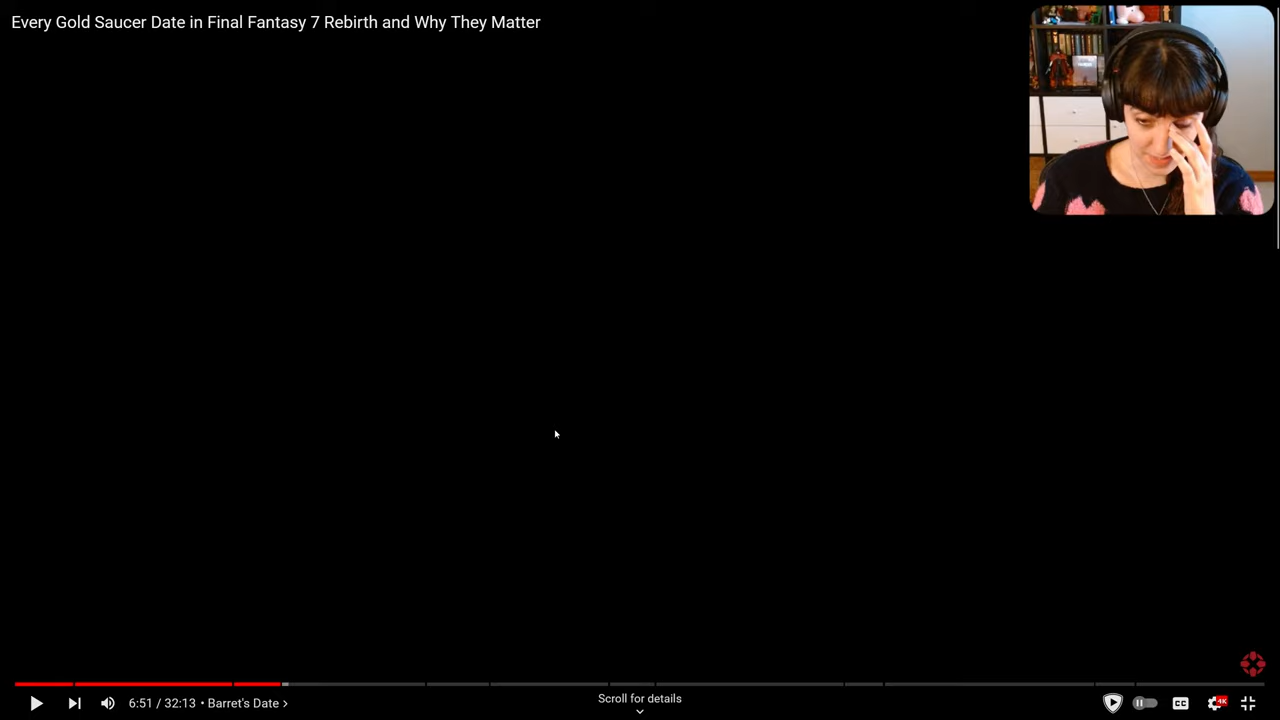 Every Gold Saucer Date in Final Fantasy 7 Rebirth and Why They Matter
6:51 / 32:13 • Barret's Date
Scroll for details
CC
4K